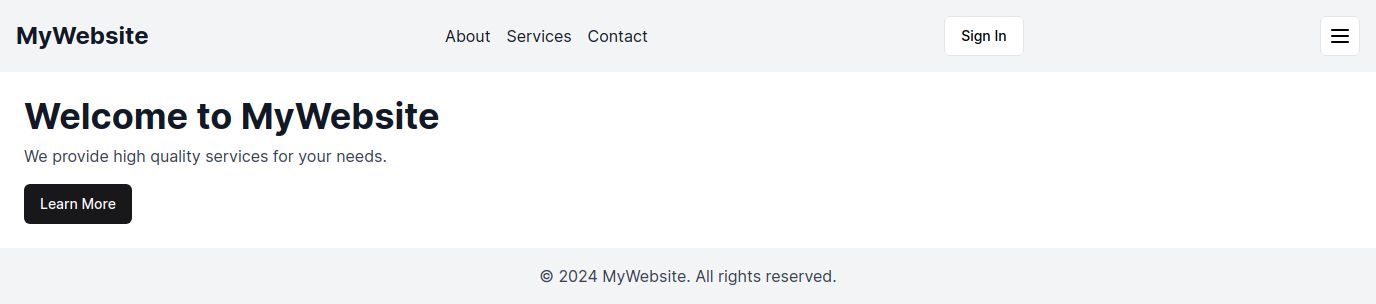 MyWebsite
About Services Contact
Sign In
Welcome to MyWebsite
We provide high quality services for your needs.
Learn More
© 2024 MyWebsite. All rights reserved.